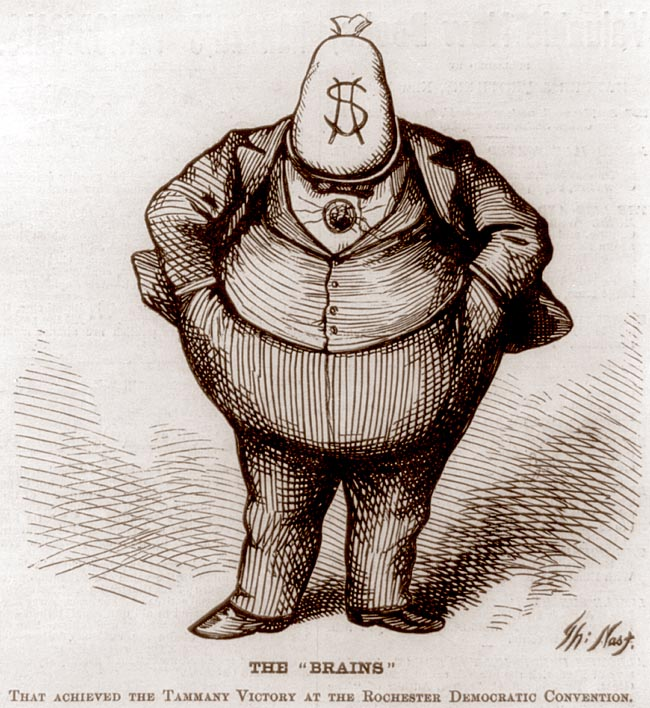 $
Th: Nast.
THE "BRAINS"
THAT ACHIEVED THE TAMMANY VICTORY AT THE ROCHESTER DEMOCRATIC CONVENTION.